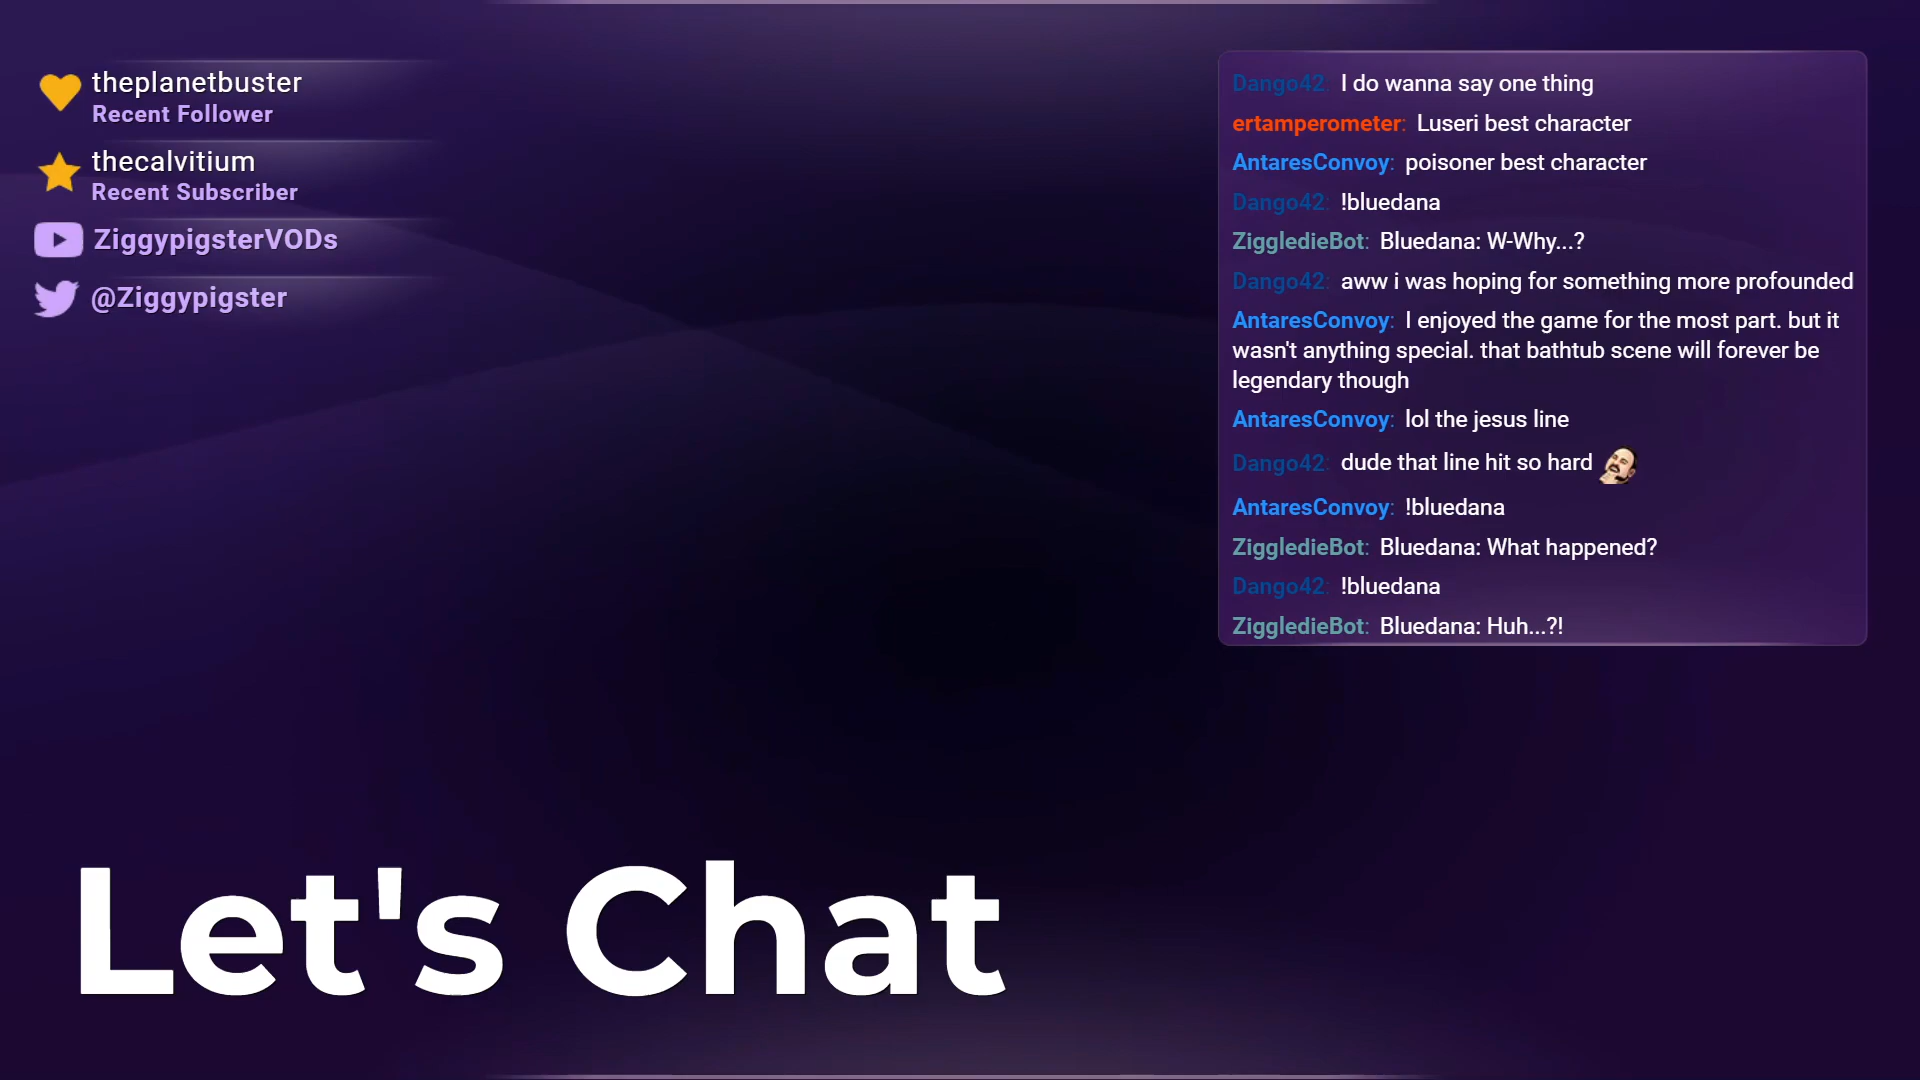 theplanetbuster
Recent Follower
thecalvitium
Recent Subscriber
ZiggypigsterVODs
@Ziggypigster
Dango42: I do wanna say one thing
ertamperometer: Luseri best character
AntaresConvoy: poisoner best character
Dango42: !bluedana
ZiggledieBot: Bluedana: W-Why...?
Dango42: aww i was hoping for something more profounded
AntaresConvoy: I enjoyed the game for the most part. but it
wasn't anything special. that bathtub scene will forever be
legendary though
AntaresConvoy: lol the jesus line
Dango42: dude that line hit so hard
AntaresConvoy: !bluedana
ZiggledieBot: Bluedana: What happened?
Dango42: !bluedana
ZiggledieBot: Bluedana: Huh...?!
Let's Chat